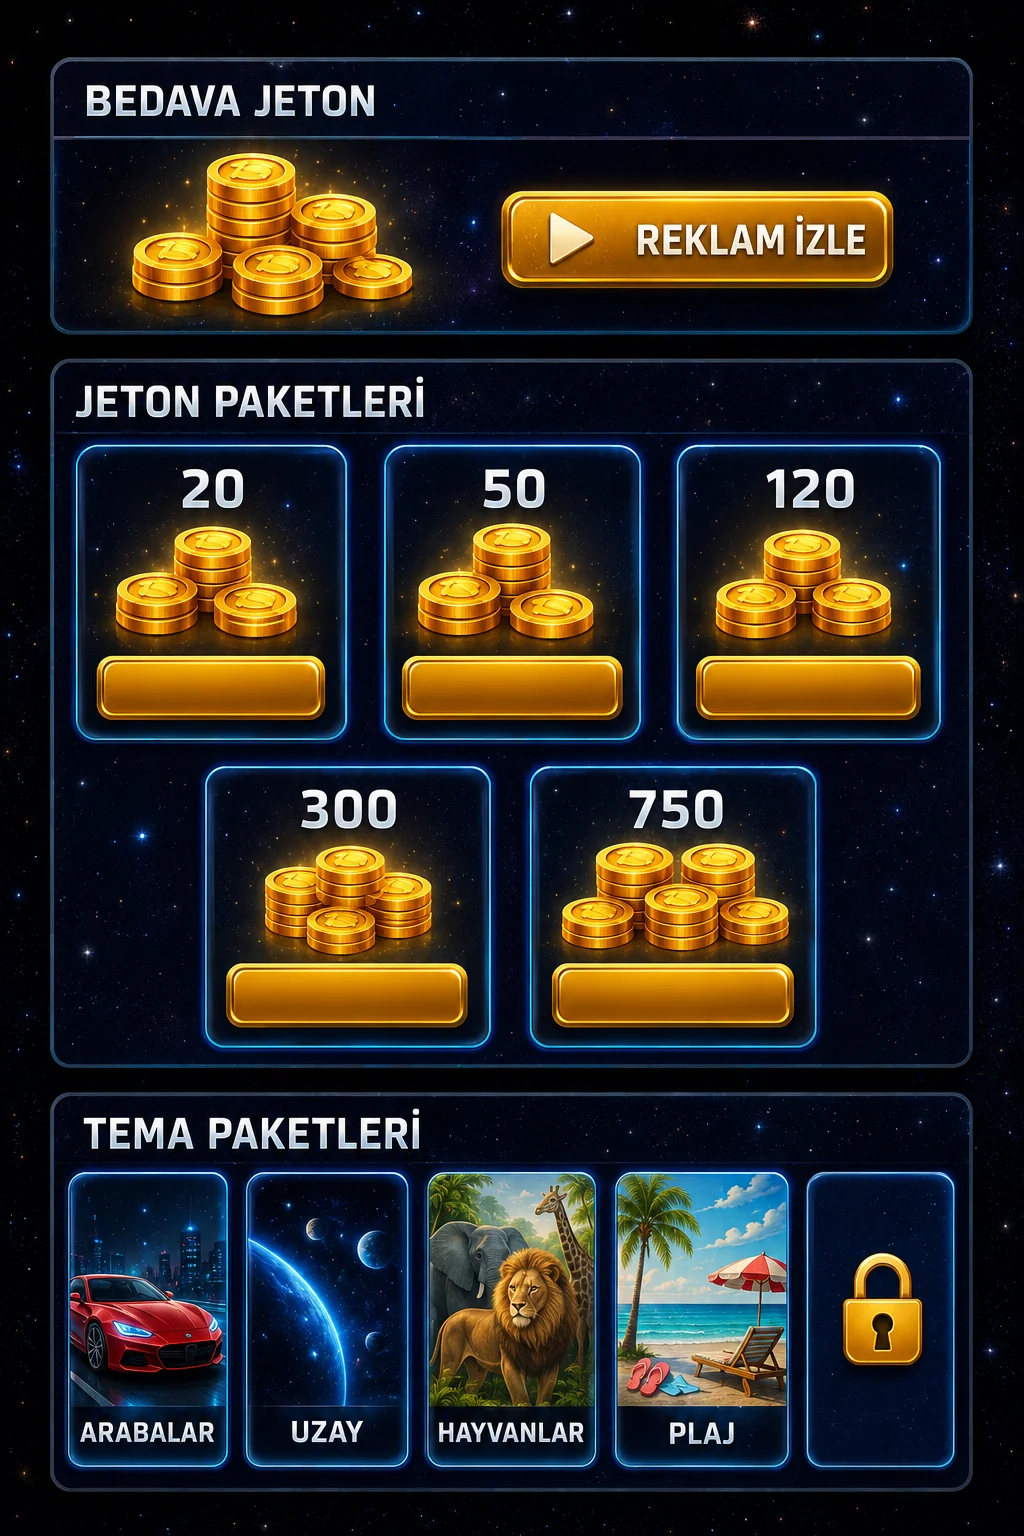 BEDAVA JETON
REKLAM İZLE
JETON PAKETLERİ
20
50
120
300
750
TEMA PAKETLERİ
ARABALAR
UZAY
HAYVANLAR
PLAJ